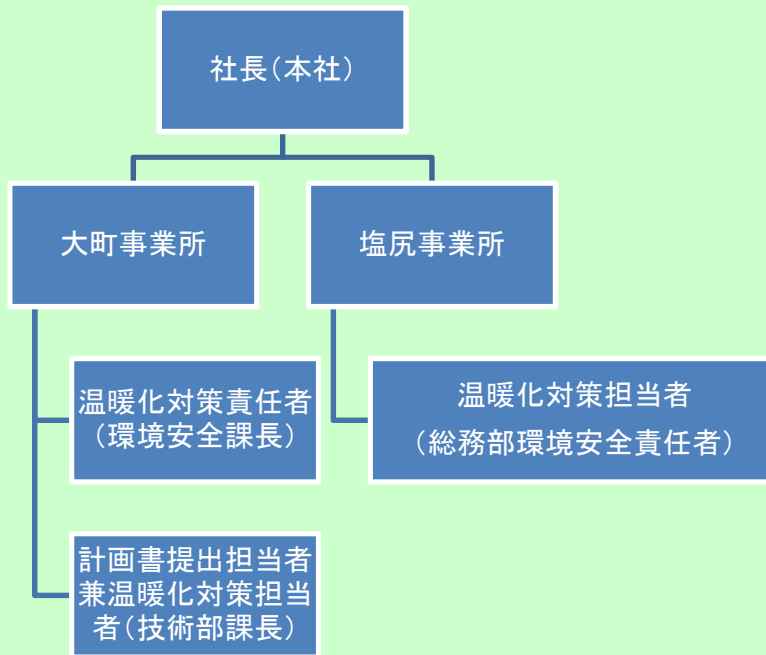 社長（本社）
大町事業所
塩尻事業所
温暖化対策責任者
（環境安全課長）
温暖化対策担当者
（総務部環境安全責任者）
計画書提出担当者
兼温暖化対策担当
者（技術部課長）